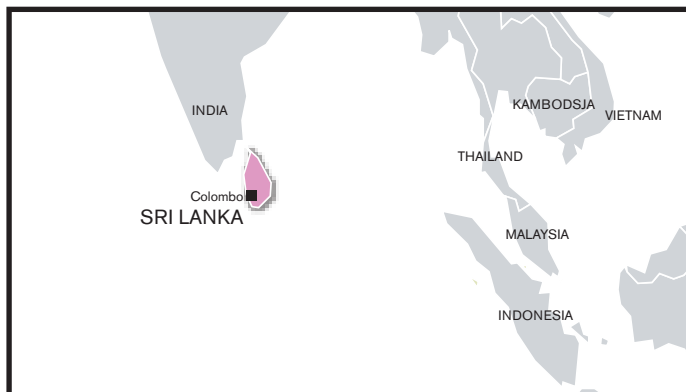 INDIA
KAMBODSJA
VIETNAM
THAILAND
Colombo
SRI LANKA
MALAYSIA
INDONESIA